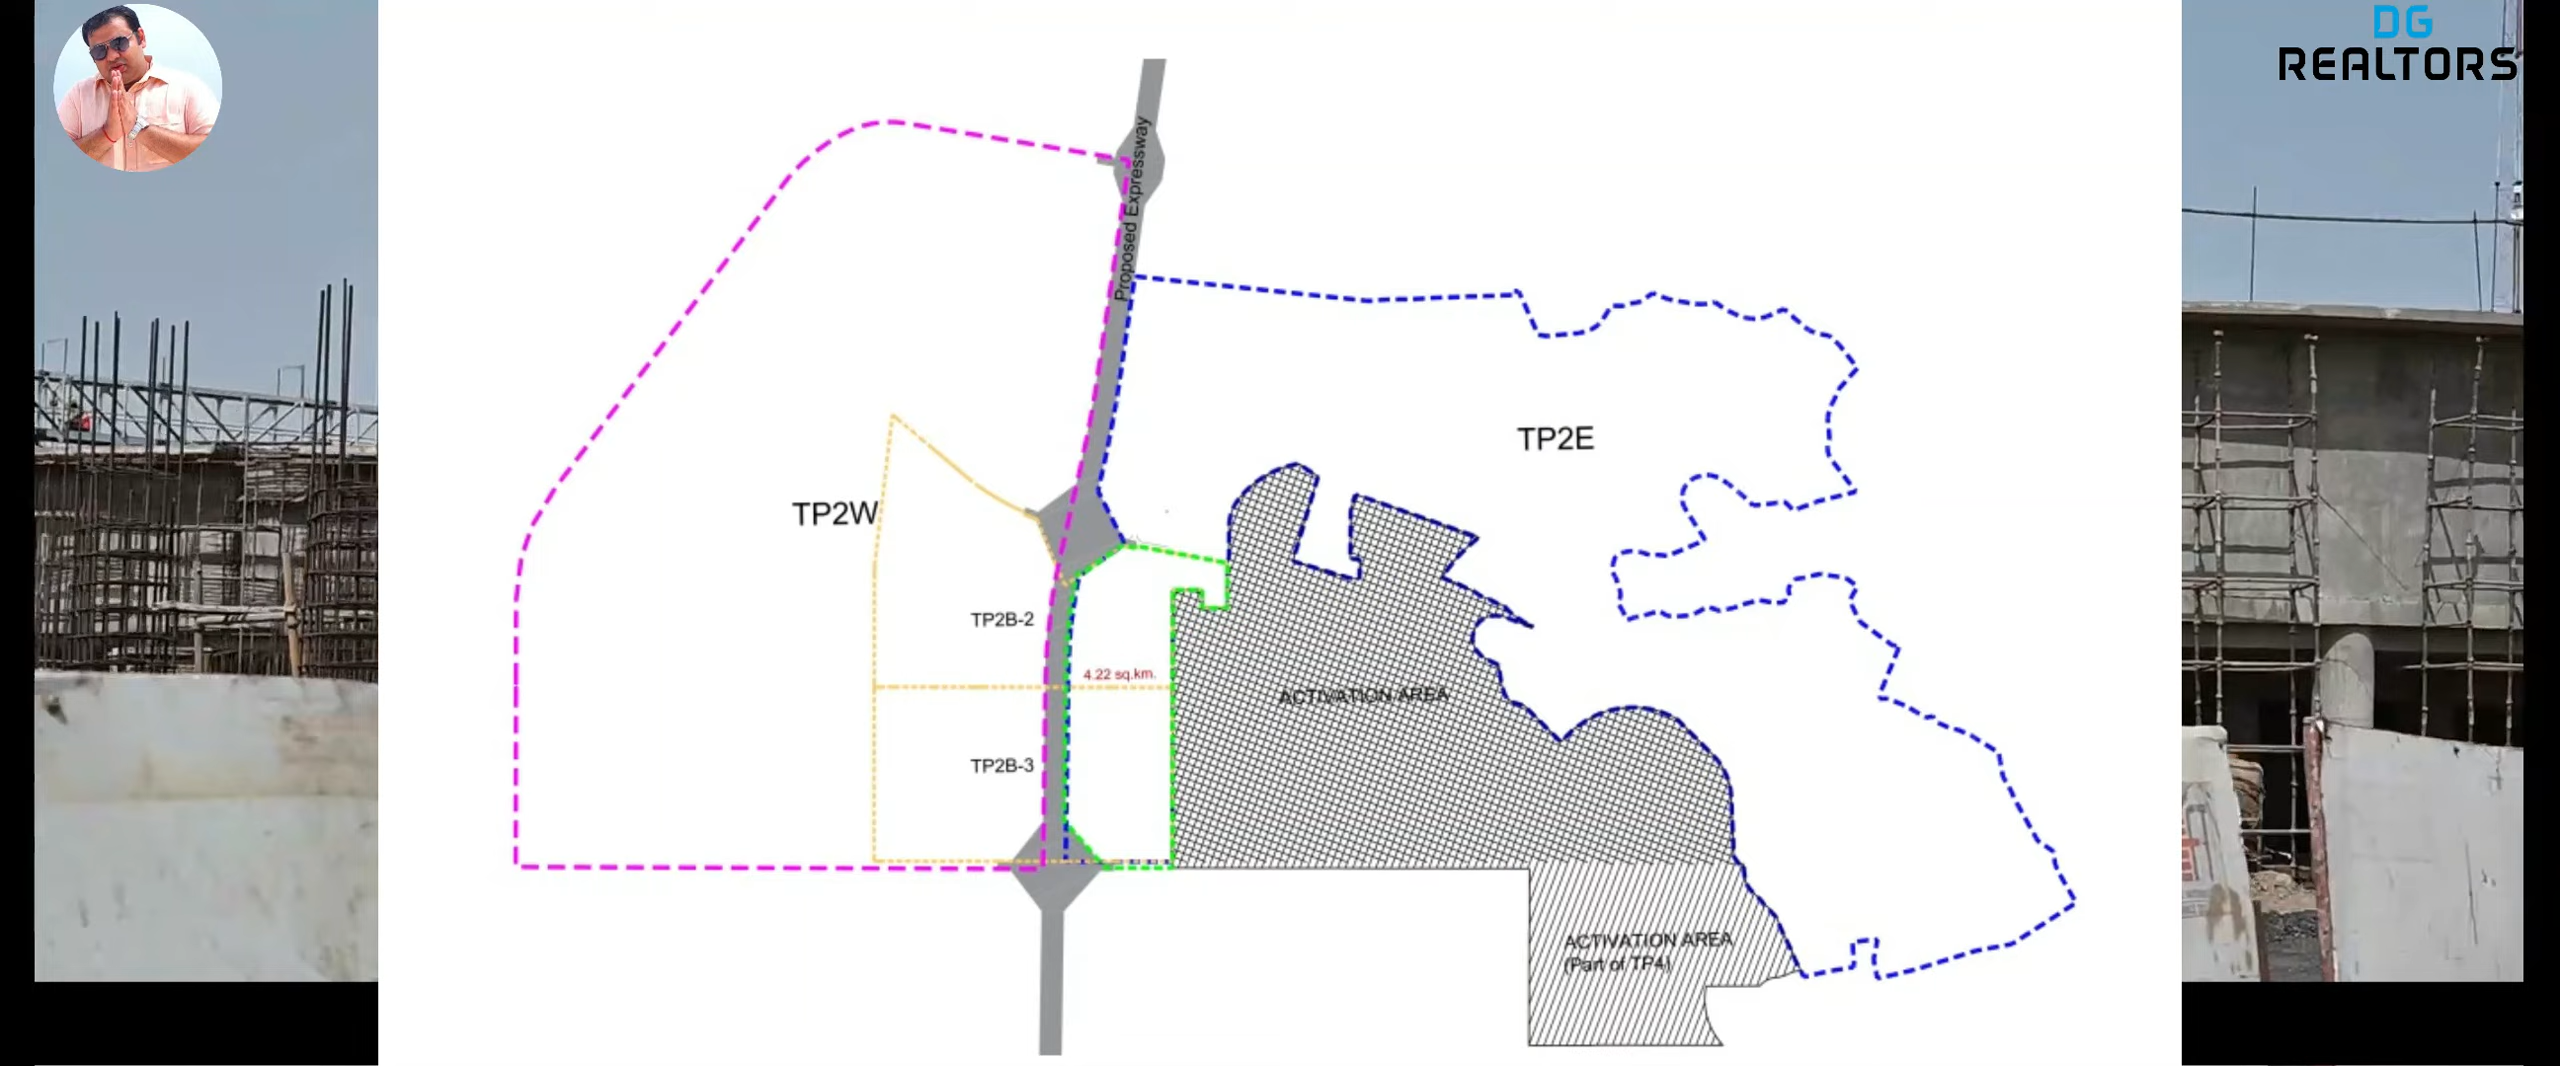 DG
REALTORS
Proposed Expressway
TP2E
TP2W
TP2B-2
4.22 sq.km.
ACTIVATION AREA
TP2B-3
ACTIVATION AREA
(Part of TP4)